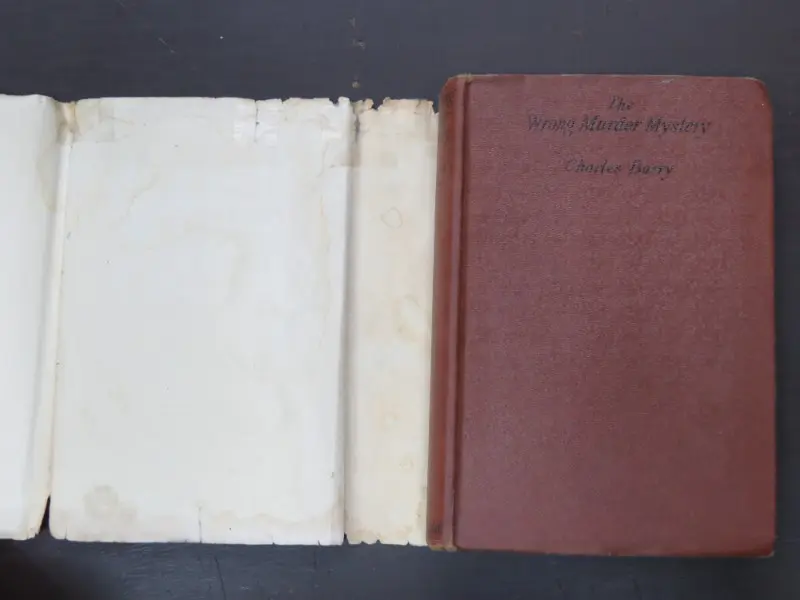 The
Wrong Murder Mystery
Charles Barry